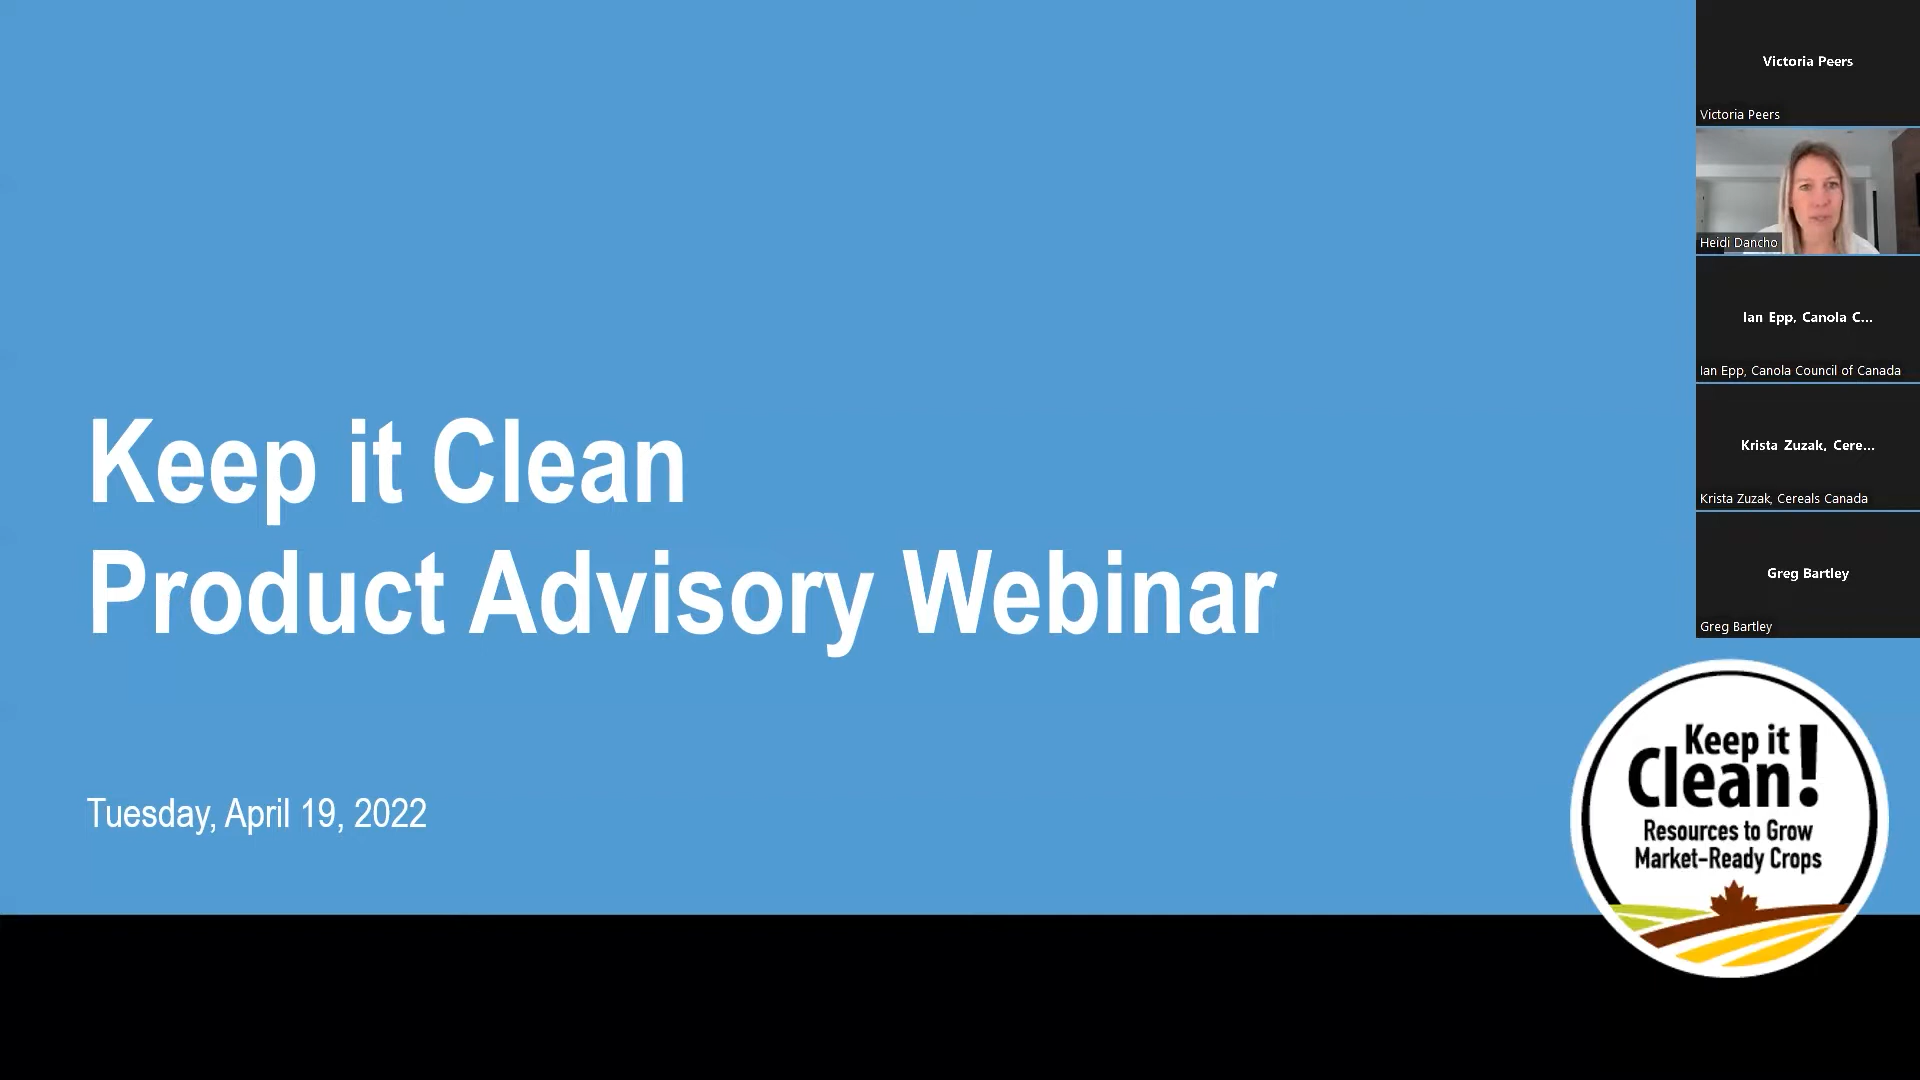 Keep it Clean
Product Advisory Webinar
Tuesday, April 19, 2022
Victoria Peers
Victoria Peers
Heidi Dancho
Ian Epp, Canola C...
Ian Epp, Canola Council of Canada
Krista Zuzak, Cere...
Krista Zuzak, Cereals Canada
Greg Bartley
Greg Bartley
Keep it
Clean!
Resources to Grow
Market-Ready Crops